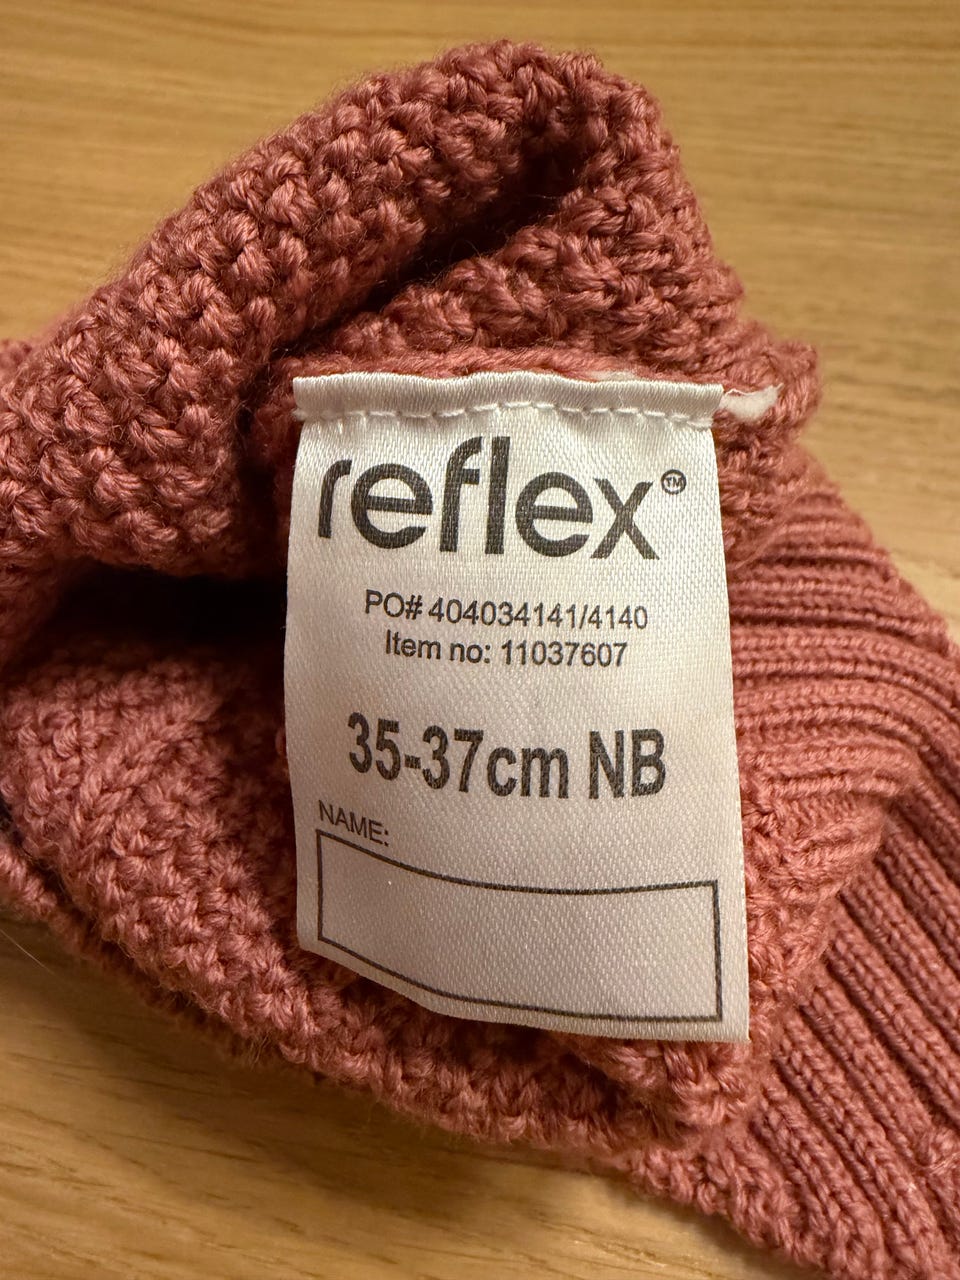 reflex™
PO# 404034141/4140
Item no: 11037607
35-37cm NB
NAME: